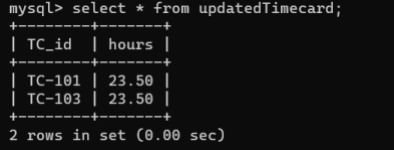 mysql> select * from updatedTimecard;
+--------+-------+
| TC_id  | hours |
+--------+-------+
| TC-101 | 23.50 |
| TC-103 | 23.50 |
+--------+-------+
2 rows in set (0.00 sec)